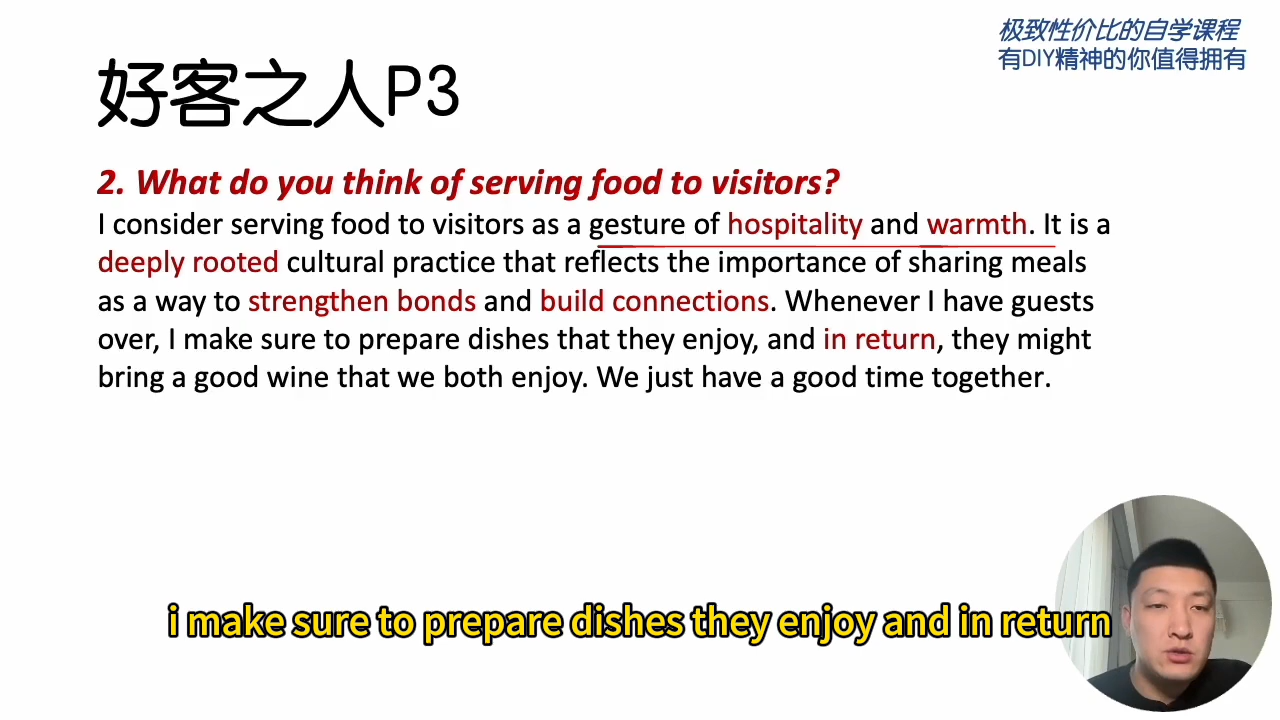 极致性价比的自学课程
有DIY精神的你值得拥有
好客之人P3
2. What do you think of serving food to visitors?
I consider serving food to visitors as a gesture of hospitality and warmth. It is a
deeply rooted cultural practice that reflects the importance of sharing meals
as a way to strengthen bonds and build connections. Whenever I have guests
over, I make sure to prepare dishes that they enjoy, and in return, they might
bring a good wine that we both enjoy. We just have a good time together.
i make sure to prepare dishes they enjoy and in return